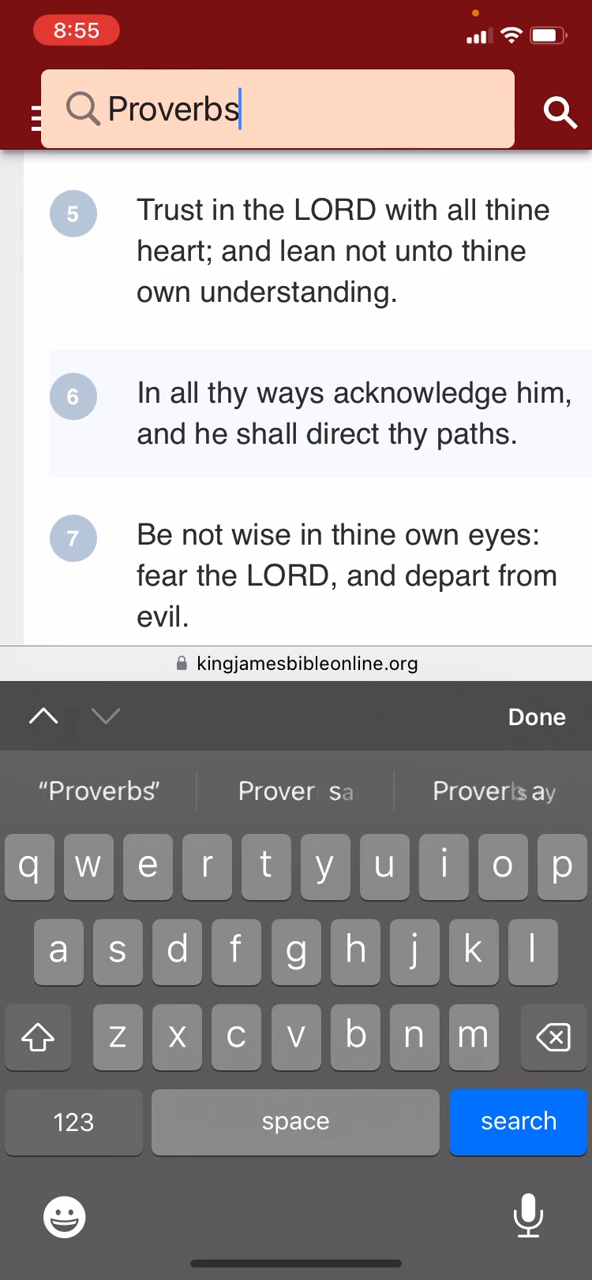 8:55
Proverbs
5 Trust in the LORD with all thine
heart; and lean not unto thine
own understanding.
6 In all thy ways acknowledge him,
and he shall direct thy paths.
7 Be not wise in thine own eyes:
fear the LORD, and depart from
evil.
kingjamesbibleonline.org
Done
“Proverbs”
q w e r t y u i o p
a s d f g h j k l
z x c v b n m
123 space search